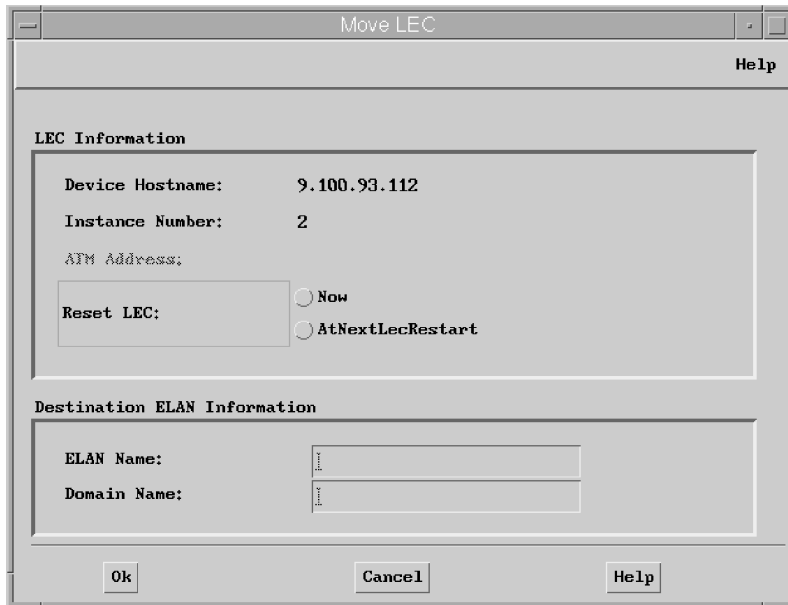 Move LEC
Help
LEC Information
Device Hostname: 9.100.93.112
Instance Number: 2
ATM Address:
Reset LEC:
Now
AtNextLecRestart
Destination ELAN Information
ELAN Name:
Domain Name:
Ok Cancel Help